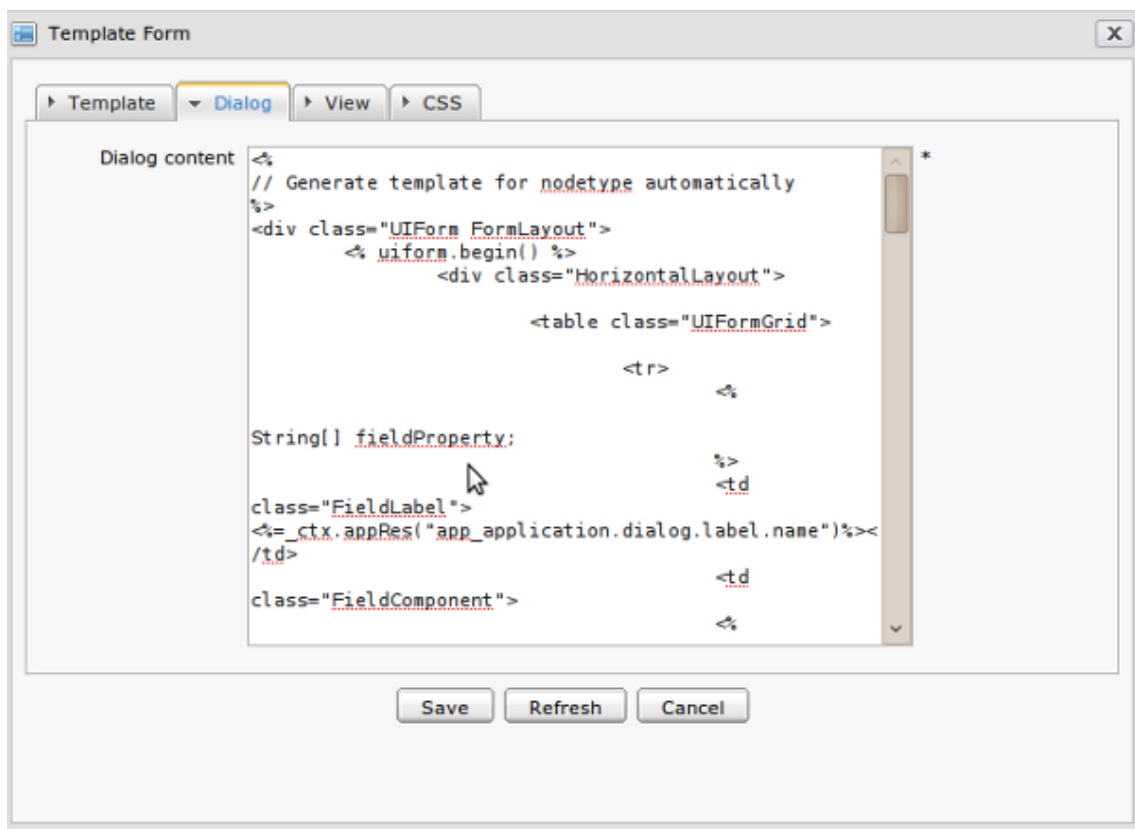 Template Form
X
Template
Dialog
View
CSS
Dialog content
<%
*
// Generate template for nodetype automatically
%>
<div class="UIForm FormLayout">
<% uiform.begin() %>
<div class="HorizontalLayout">
<table class="UIFormGrid">
<tr>
<%
String[] fieldProperty;
%>
<td
class="FieldLabel">
<%=_ctx.appRes("app_application.dialog.label.name")%><
/td>
<td
class="FieldComponent">
<%
Save
Refresh
Cancel